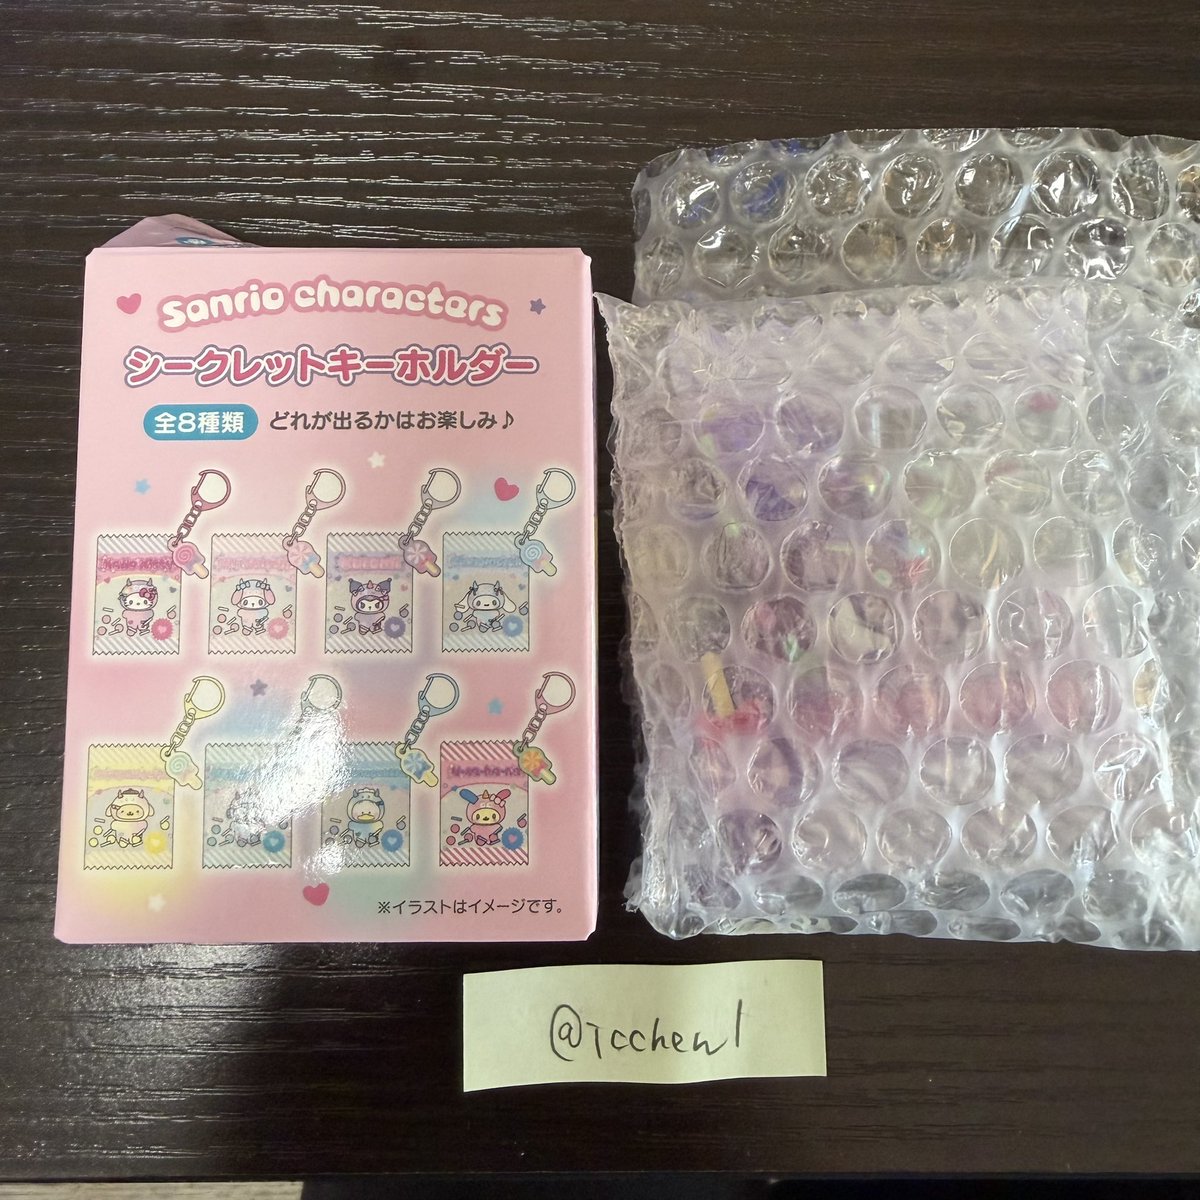 sanrio characters
シークレットキーホルダー
全8種類 どれが出るかはお楽しみ♪
※イラストはイメージです。
@Tcchen1